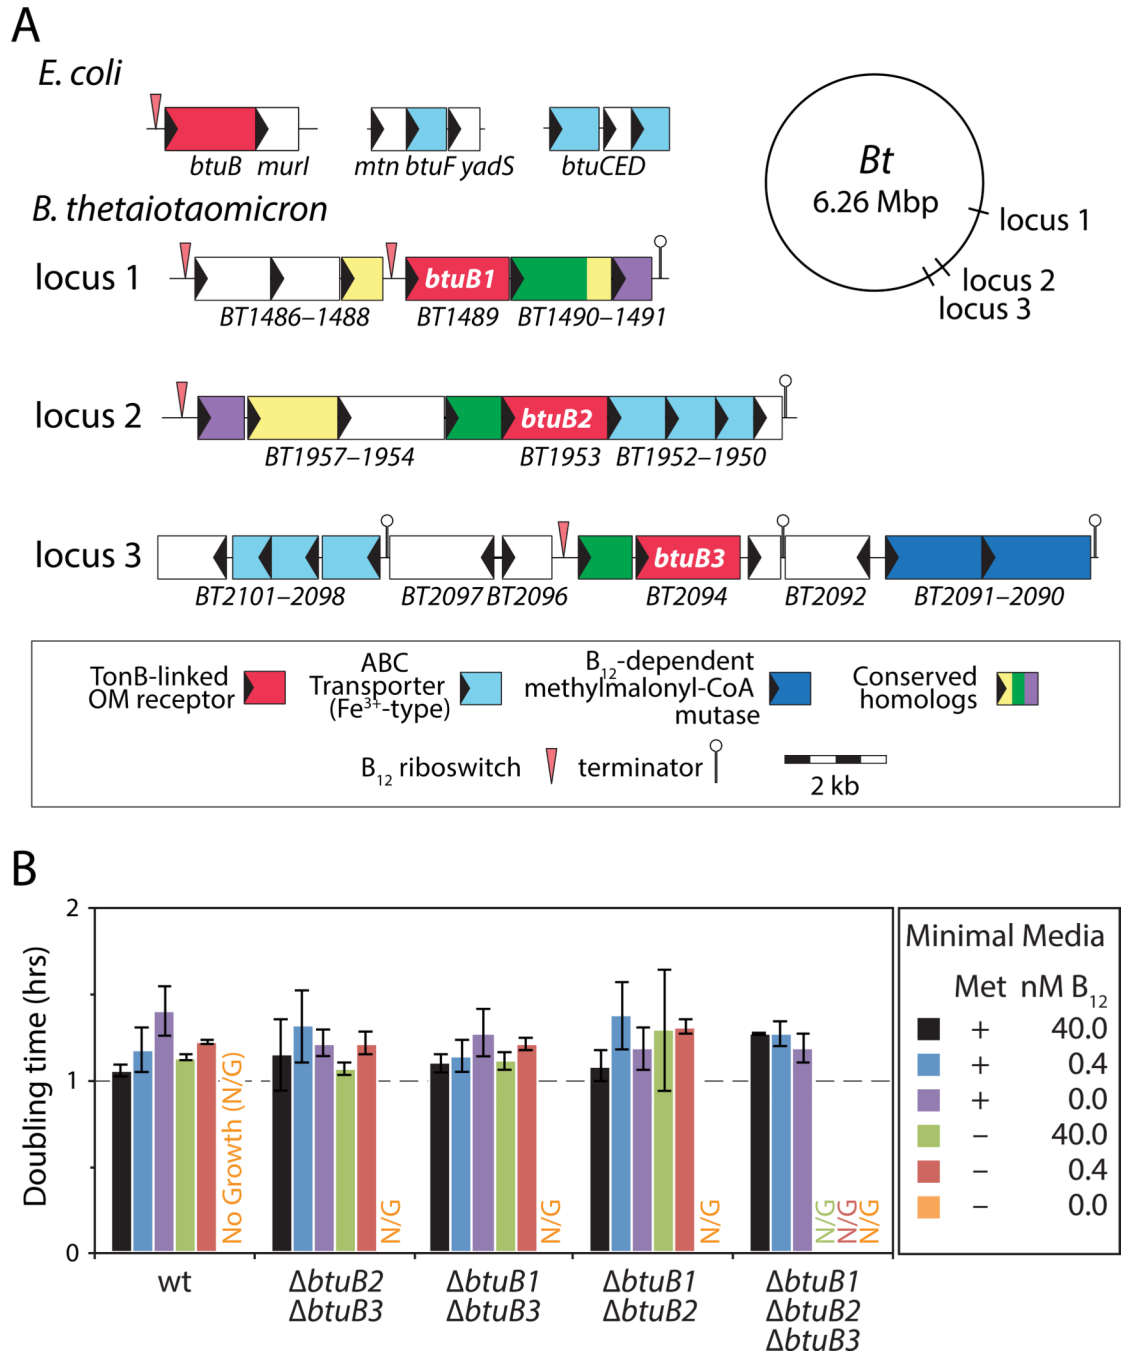 A
E. coli
btuB murI
mtn btuF yadS
btuCED
Bt
6.26 Mbp
locus 1
locus 2
locus 3
B. thetaiotaomicron
locus 1
btuB1
BT1486–1488
BT1489
BT1490–1491
locus 2
btuB2
BT1957–1954
BT1953
BT1952–1950
locus 3
btuB3
BT2101–2098
BT2097
BT2096
BT2094
BT2092
BT2091–2090
TonB-linked
OM receptor
ABC
Transporter
(Fe³⁺-type)
B₁₂-dependent
methylmalonyl-CoA
mutase
Conserved
homologs
B₁₂ riboswitch
terminator
2 kb
B
Doubling time (hrs)
2
1
0
No Growth (N/G)
N/G
N/G
N/G
N/G
N/G
N/G
wt
ΔbtuB2
ΔbtuB3
ΔbtuB1
ΔbtuB3
ΔbtuB1
ΔbtuB2
ΔbtuB1
ΔbtuB2
ΔbtuB3
Minimal Media
Met nM B₁₂
+ 40.0
+ 0.4
+ 0.0
– 40.0
– 0.4
– 0.0